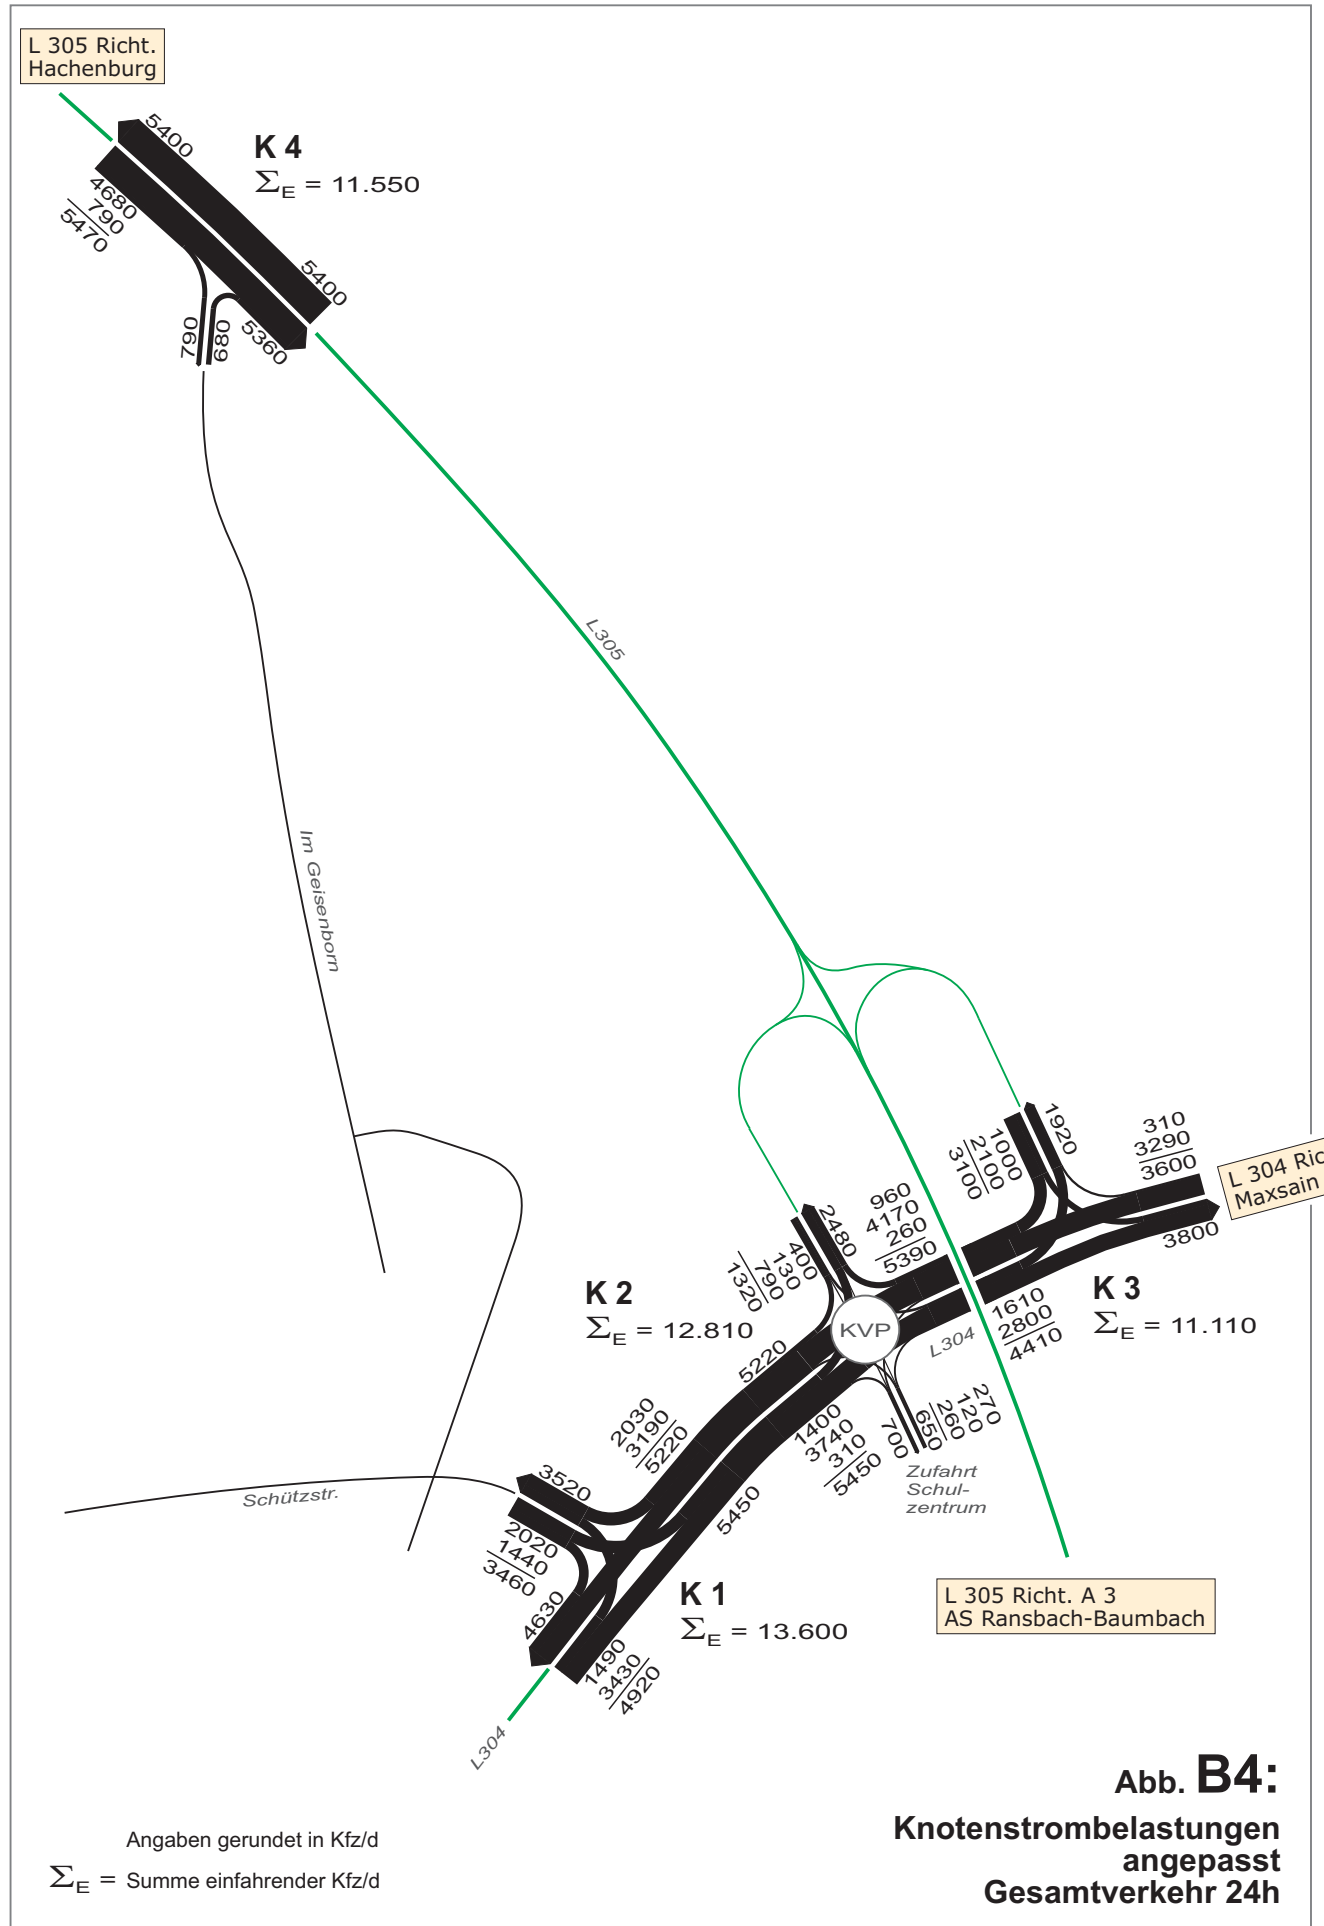 L 305 Richt.
Hachenburg
5400
K 4
ΣE = 11.550
4680
790
5470
5400
790
680
5360
L305
Im Geisenborn
1920
310
3290
3600
1000
2100
3100
L 304 Ric
Maxsain
3800
960
4170
260
5390
2480
400
130
790
1320
K 2
ΣE = 12.810
KVP
L304
K 3
ΣE = 11.110
1610
2800
4410
5220
2030
3190
5220
1400
3740
310
5450
700
650
260
120
270
Zufahrt
Schul-
zentrum
Schützstr.
3520
5450
2020
1440
3460
4630
K 1
ΣE = 13.600
L 305 Richt. A 3
AS Ransbach-Baumbach
1490
3430
4920
L304
Abb. B4:
Knotenstrombelastungen
angepasst
Gesamtverkehr 24h
Angaben gerundet in Kfz/d
ΣE = Summe einfahrender Kfz/d